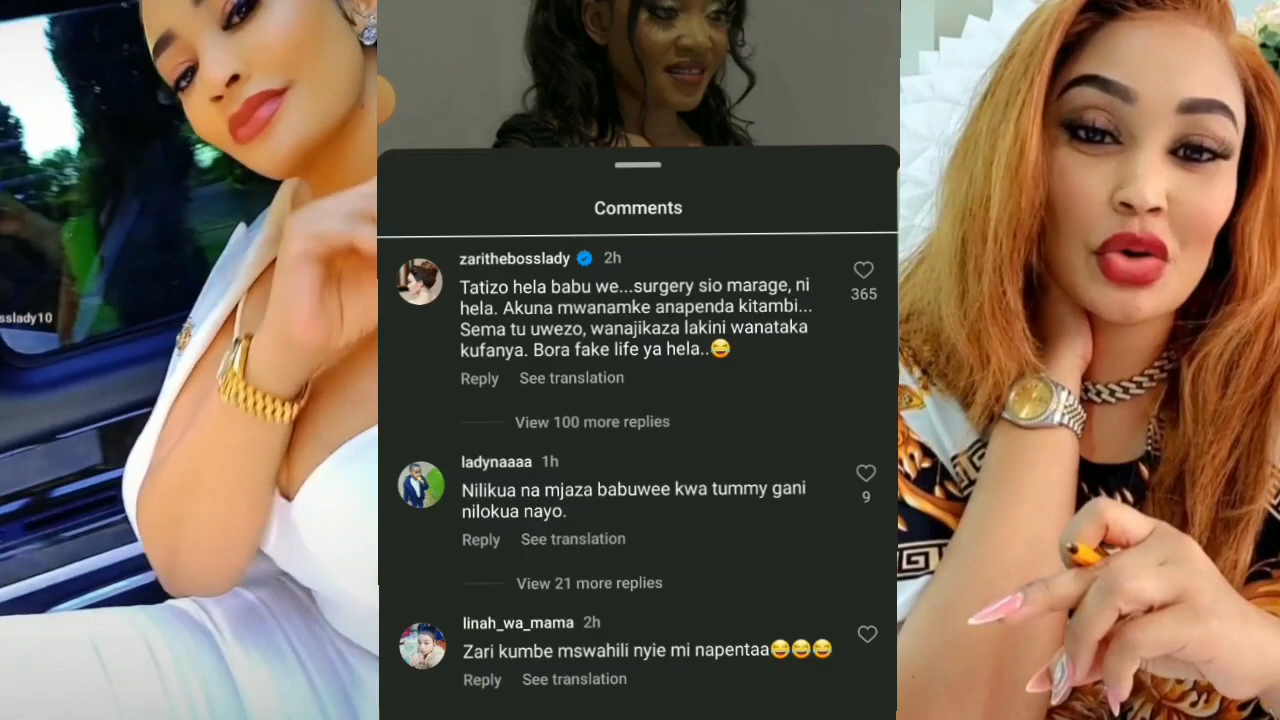 sslady10
Comments
zarithebosslady 2h
Tatizo hela babu we...surgery sio marage, ni
hela. Akuna mwanamke anapenda kitambi...
Sema tu uwezo, wanajikaza lakini wanataka
kufanya. Bora fake life ya hela..😂
365
Reply See translation
View 100 more replies
ladynaaaa 1h
Nilikua na mjaza babuwee kwa tummy gani
nilokua nayo.
9
Reply See translation
View 21 more replies
linah_wa_mama 2h
Zari kumbe mswahili nyie mi napentaa😂😂😂
Reply See translation